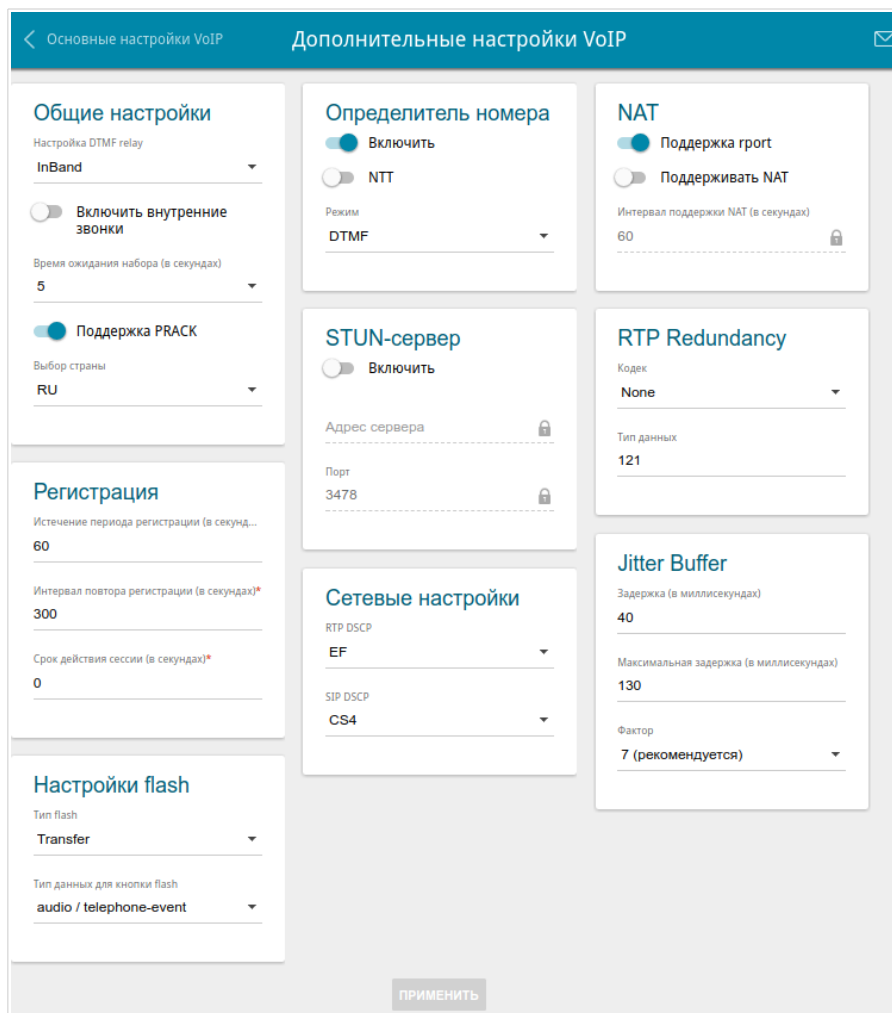 Основные настройки VoIP
Дополнительные настройки VoIP
Общие настройки
Настройка DTMF relay
InBand
Включить внутренние
звонки
Время ожидания набора (в секундах)
5
Поддержка PRACK
Выбор страны
RU
Регистрация
Истечение периода регистрации (в секунд...
60
Интервал повтора регистрации (в секундах)*
300
Срок действия сессии (в секундах)*
0
Настройки flash
Тип flash
Transfer
Тип данных для кнопки flash
audio / telephone-event
Определитель номера
Включить
NTT
Режим
DTMF
STUN-сервер
Включить
Адрес сервера
Порт
3478
Сетевые настройки
RTP DSCP
EF
SIP DSCP
CS4
NAT
Поддержка rport
Поддерживать NAT
Интервал поддержки NAT (в секундах)
60
RTP Redundancy
Кодек
None
Тип данных
121
Jitter Buffer
Задержка (в миллисекундах)
40
Максимальная задержка (в миллисекундах)
130
Фактор
7 (рекомендуется)
ПРИМЕНИТЬ